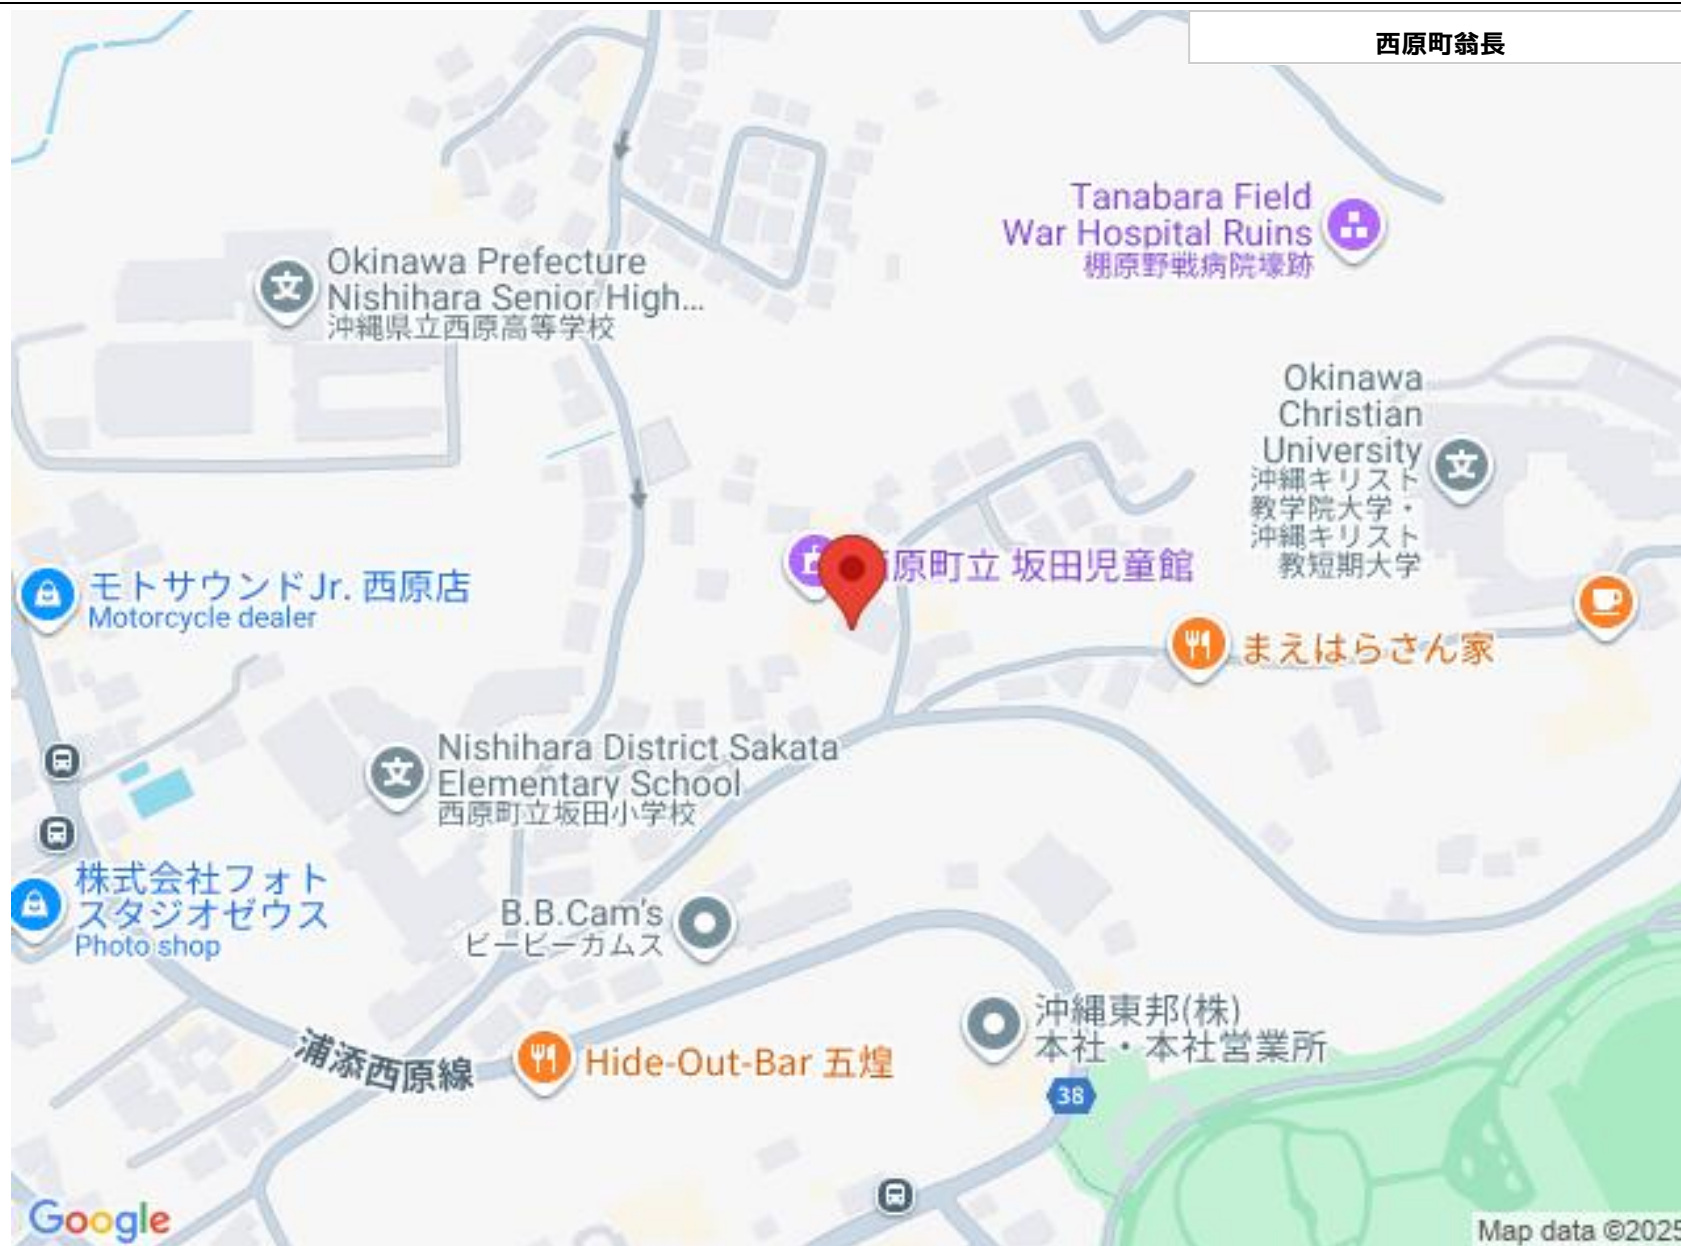 西原町翁長
Tanabara Field
War Hospital Ruins
棚原野戦病院壕跡
Okinawa Prefecture
Nishihara Senior High...
沖縄県立西原高等学校
Okinawa
Christian
University
沖縄キリスト
教学院大学・
沖縄キリスト
教短期大学
原町立 坂田児童館
モトサウンドJr. 西原店
Motorcycle dealer
まえはらさん家
Nishihara District Sakata
Elementary School
西原町立坂田小学校
株式会社フォト
スタジオゼウス
Photo shop
B.B.Cam's
ビービーカムス
沖縄東邦(株)
本社・本社営業所
浦添西原線
Hide-Out-Bar 五煌
38
Google
Map data ©2025